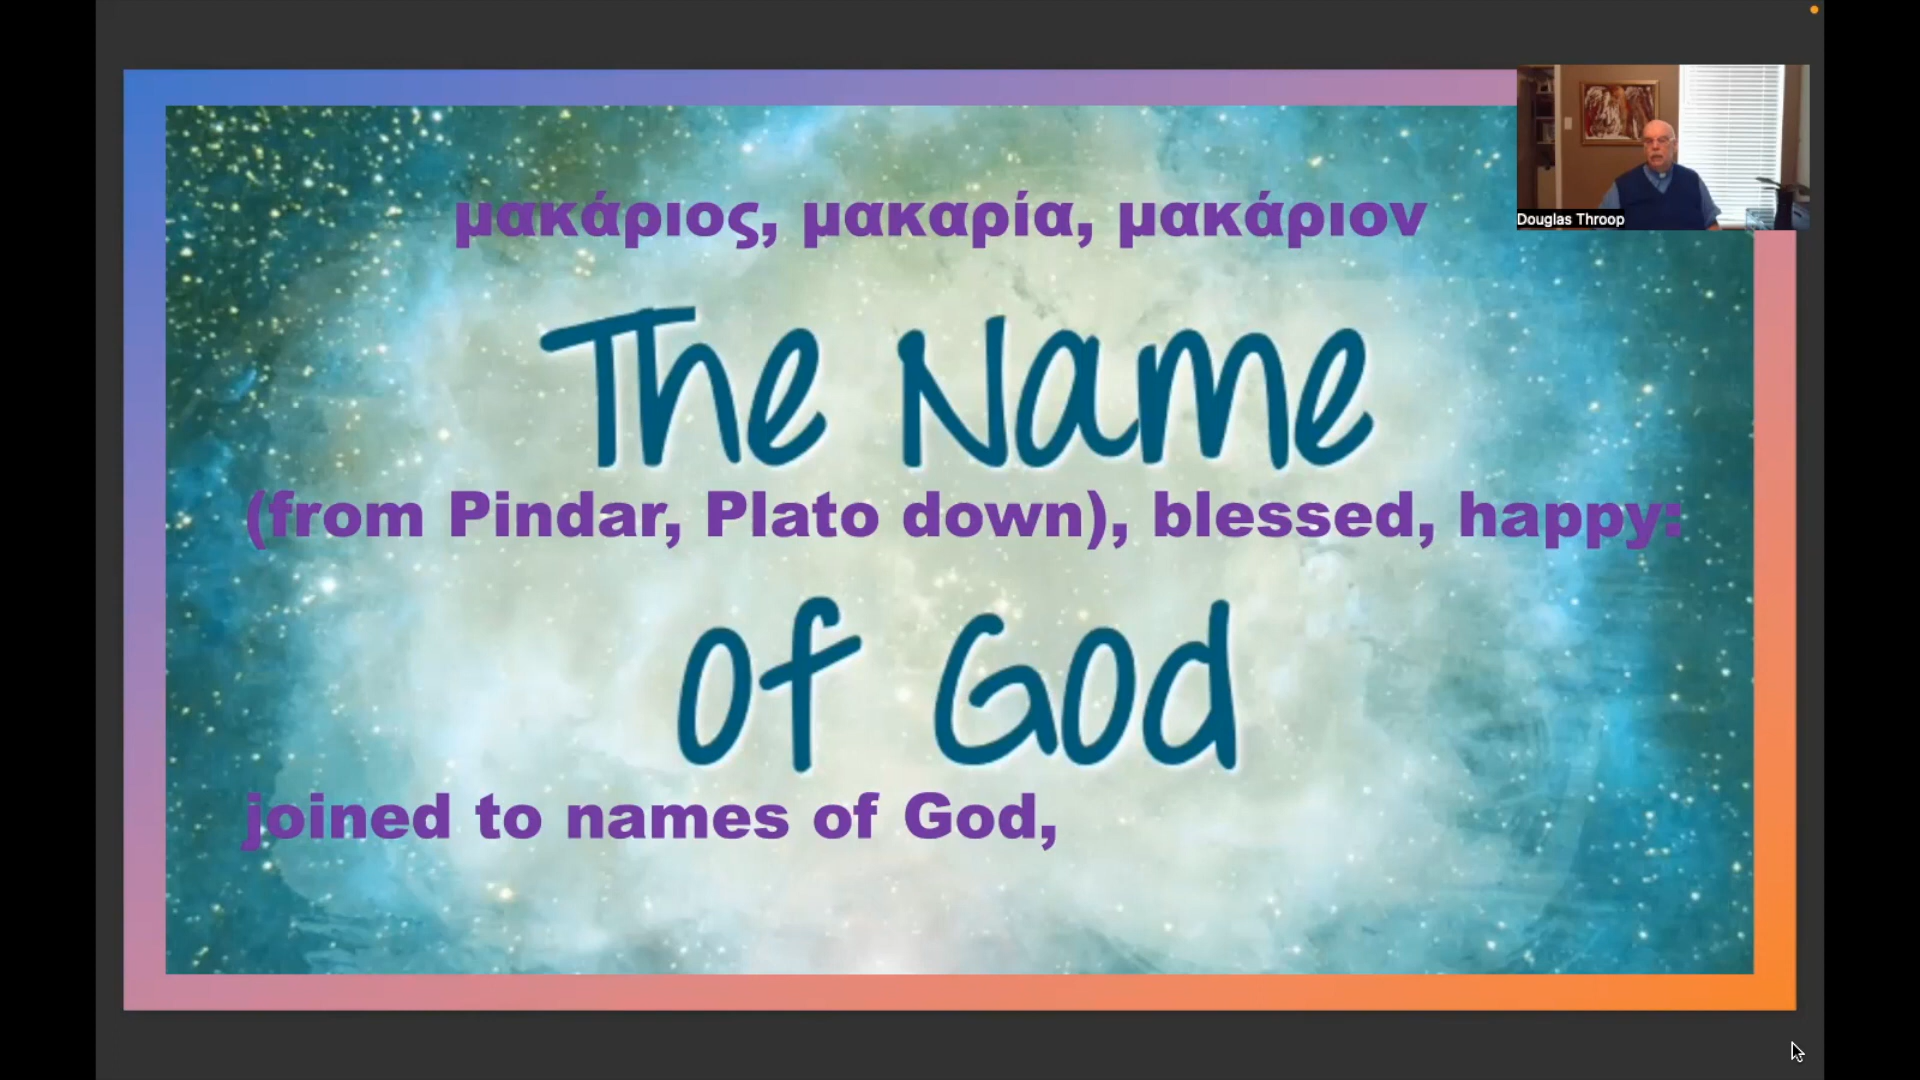 μακάριος, μακαρία, μακάριον
The Name
(from Pindar, Plato down), blessed, happy:
of God
joined to names of God,
Douglas Throop